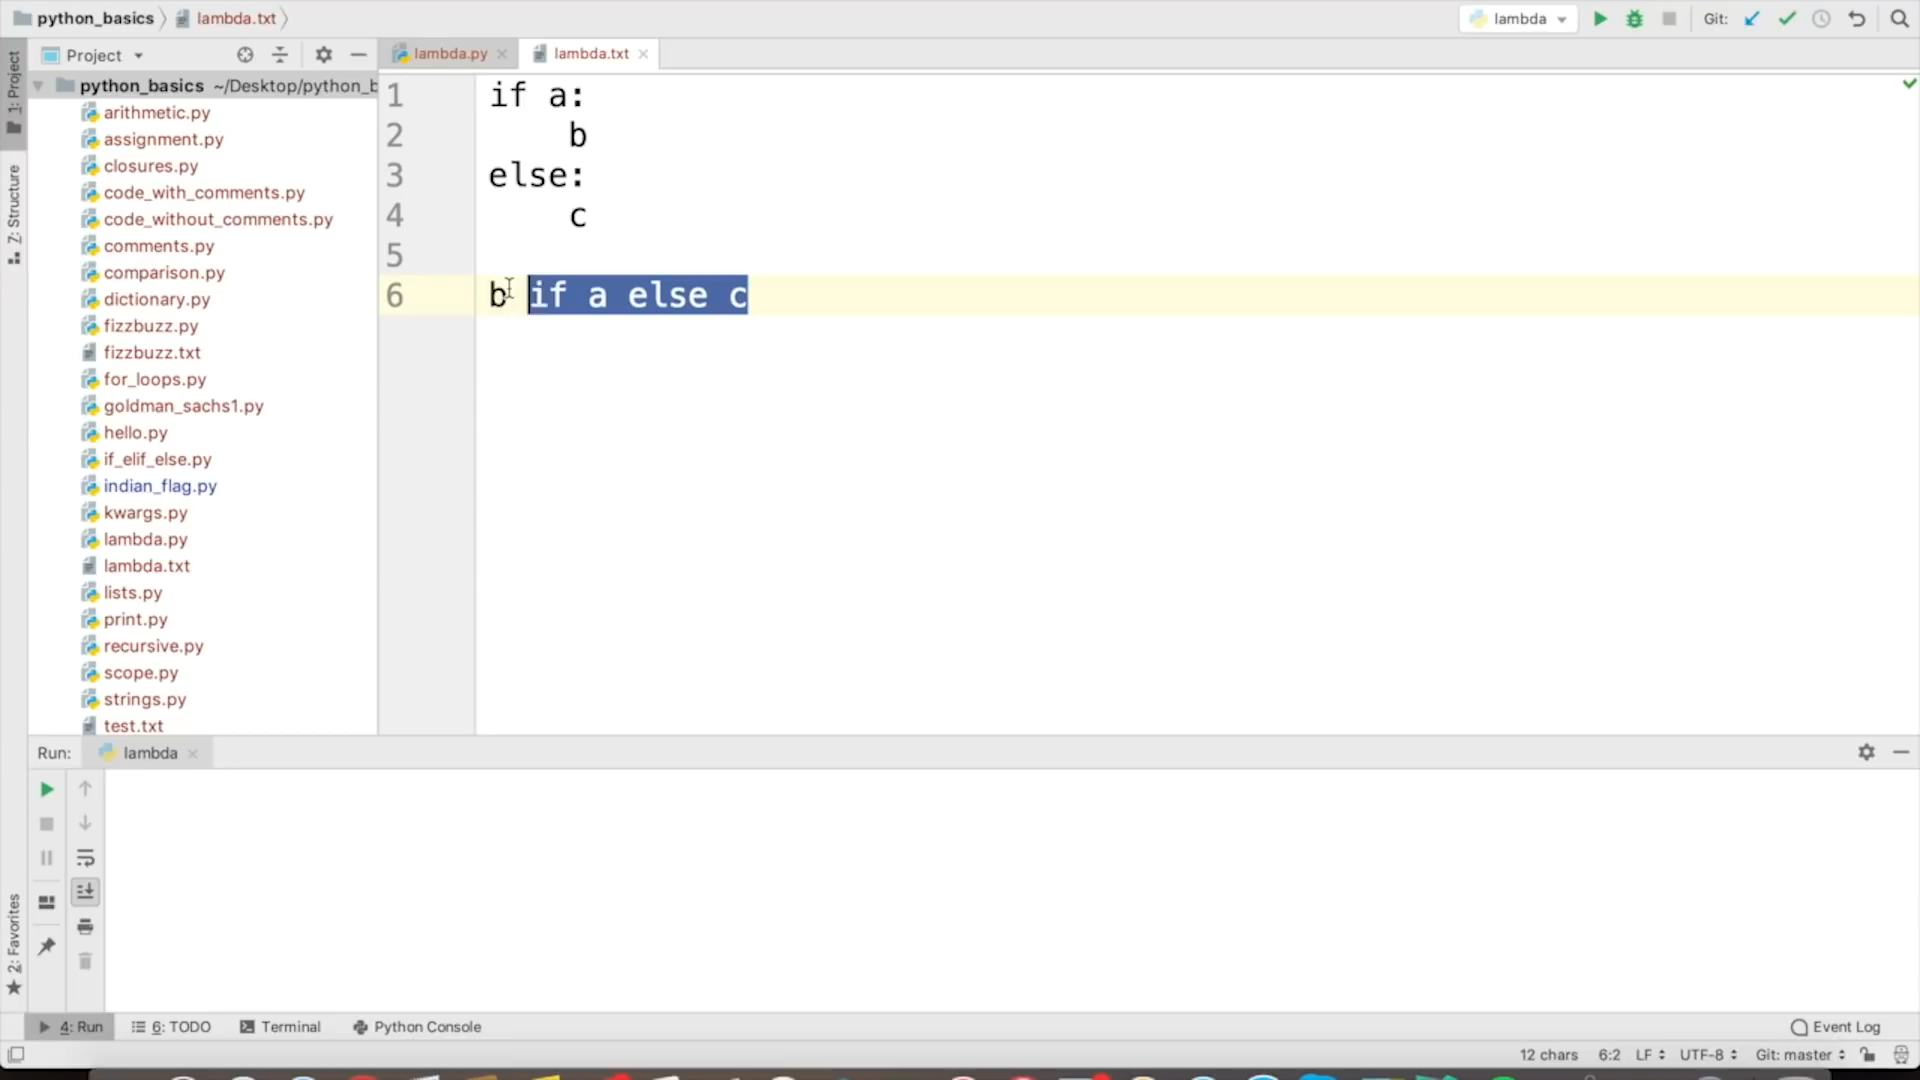 python_basics
lambda.txt
lambda
Git:
1: Project
Z: Structure
2: Favorites
Project
python_basics ~/Desktop/python_b
arithmetic.py
assignment.py
closures.py
code_with_comments.py
code_without_comments.py
comments.py
comparison.py
dictionary.py
fizzbuzz.py
fizzbuzz.txt
for_loops.py
goldman_sachs1.py
hello.py
if_elif_else.py
indian_flag.py
kwargs.py
lambda.py
lambda.txt
lists.py
print.py
recursive.py
scope.py
strings.py
test.txt
lambda.py
lambda.txt
1 if a:
2 b
3 else:
4 c
5
6 b if a else c
Run: lambda
4: Run
6: TODO
Terminal
Python Console
Event Log
12 chars 6:2 LF UTF-8 Git: master